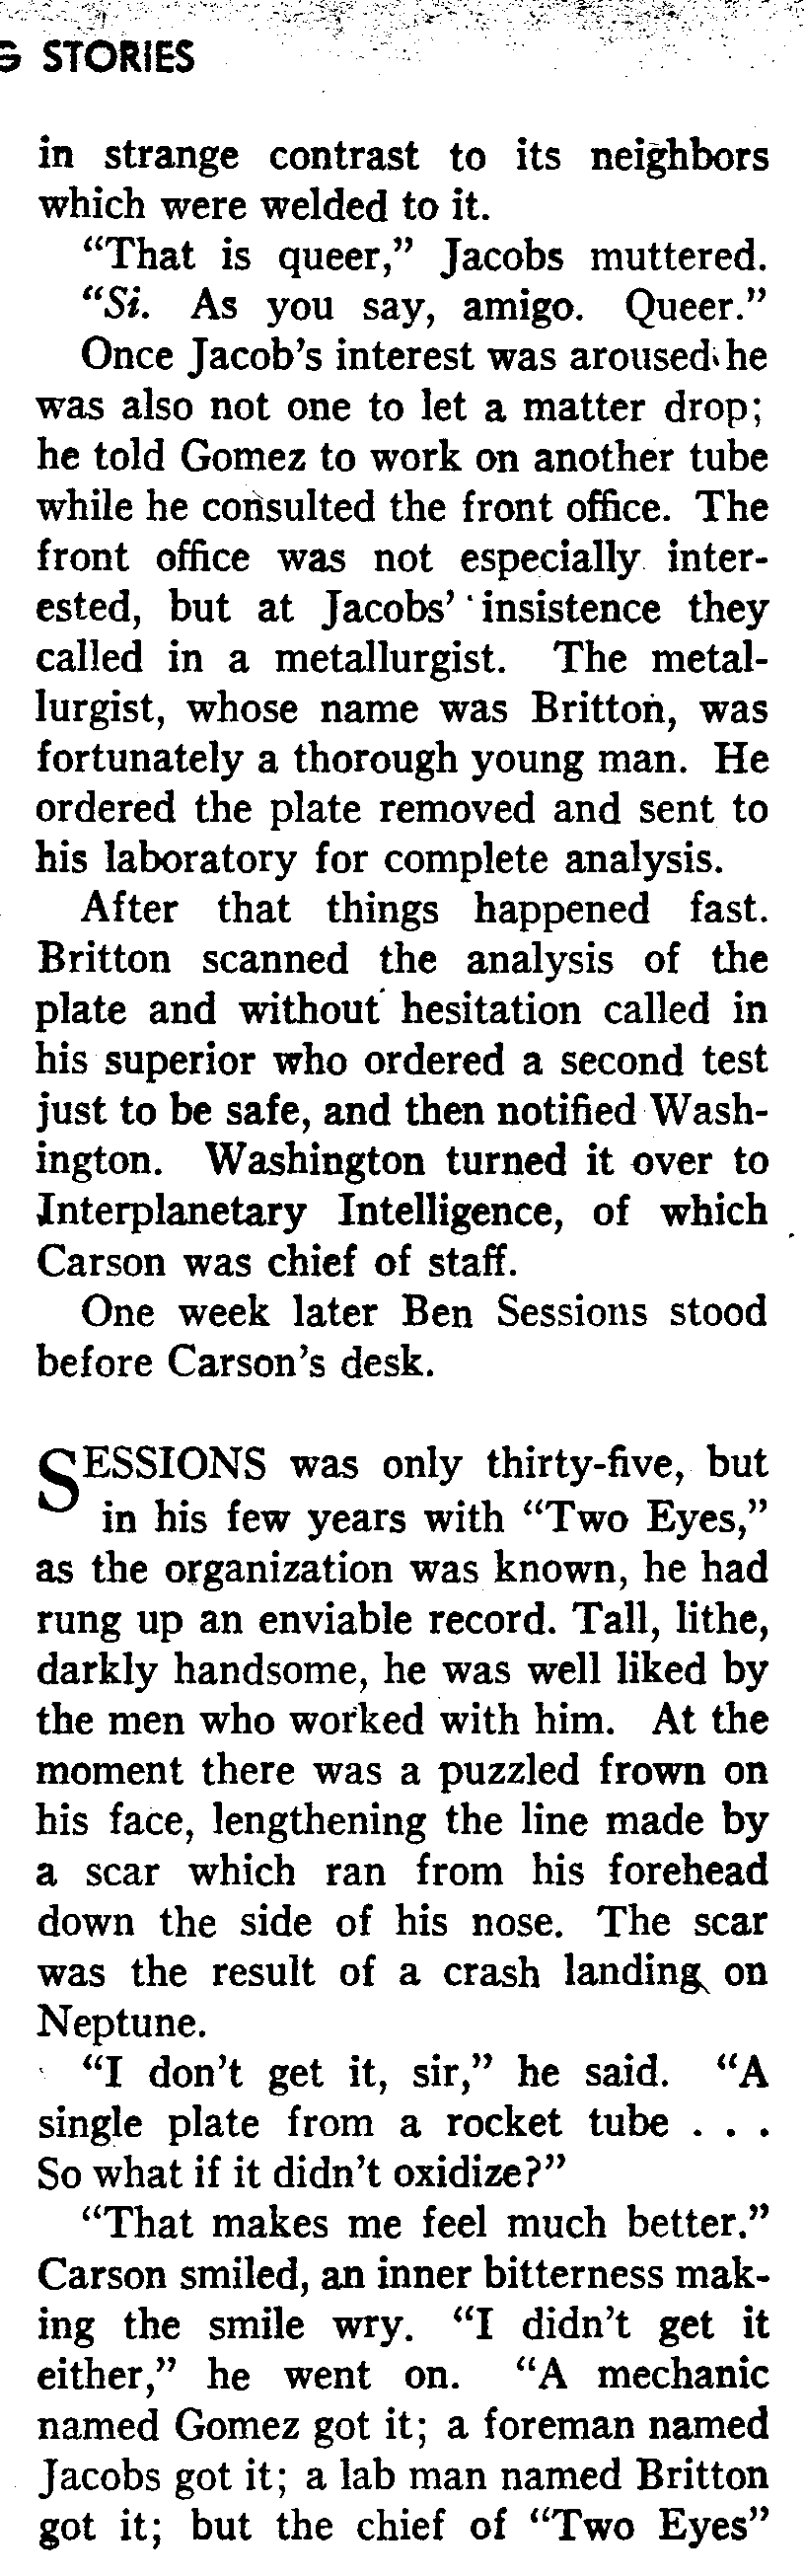 STORIES
in strange contrast to its neighbors
which were welded to it.
“That is queer,” Jacobs muttered.
“Si. As you say, amigo. Queer.”
Once Jacob’s interest was aroused he
was also not one to let a matter drop;
he told Gomez to work on another tube
while he consulted the front office. The
front office was not especially inter-
ested, but at Jacobs’ insistence they
called in a metallurgist. The metal-
lurgist, whose name was Britton, was
fortunately a thorough young man. He
ordered the plate removed and sent to
his laboratory for complete analysis.
After that things happened fast.
Britton scanned the analysis of the
plate and without hesitation called in
his superior who ordered a second test
just to be safe, and then notified Wash-
ington. Washington turned it over to
Interplanetary Intelligence, of which
Carson was chief of staff.
One week later Ben Sessions stood
before Carson’s desk.
SESSIONS was only thirty-five, but
in his few years with “Two Eyes,”
as the organization was known, he had
rung up an enviable record. Tall, lithe,
darkly handsome, he was well liked by
the men who worked with him. At the
moment there was a puzzled frown on
his face, lengthening the line made by
a scar which ran from his forehead
down the side of his nose. The scar
was the result of a crash landing on
Neptune.
“I don’t get it, sir,” he said. “A
single plate from a rocket tube . . .
So what if it didn’t oxidize?”
“That makes me feel much better.”
Carson smiled, an inner bitterness mak-
ing the smile wry. “I didn’t get it
either,” he went on. “A mechanic
named Gomez got it; a foreman named
Jacobs got it; a lab man named Britton
got it; but the chief of “Two Eyes”